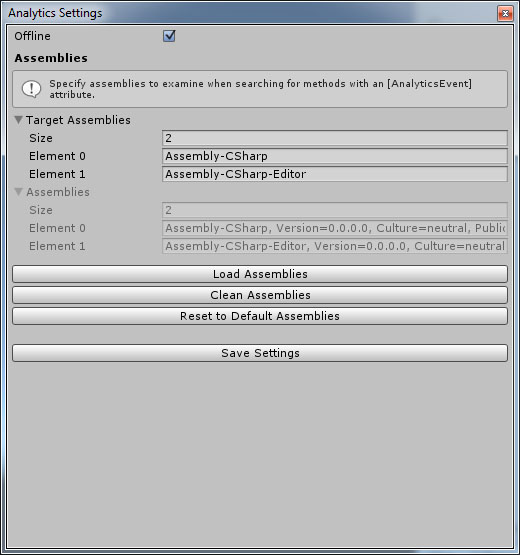 Analytics Settings
Offline
Assemblies
Specify assemblies to examine when searching for methods with an [AnalyticsEvent]
attribute.
Target Assemblies
Size 2
Element 0 Assembly-CSharp
Element 1 Assembly-CSharp-Editor
Assemblies
Size 2
Element 0 Assembly-CSharp, Version=0.0.0.0, Culture=neutral, Public
Element 1 Assembly-CSharp-Editor, Version=0.0.0.0, Culture=neutral
Load Assemblies
Clean Assemblies
Reset to Default Assemblies
Save Settings